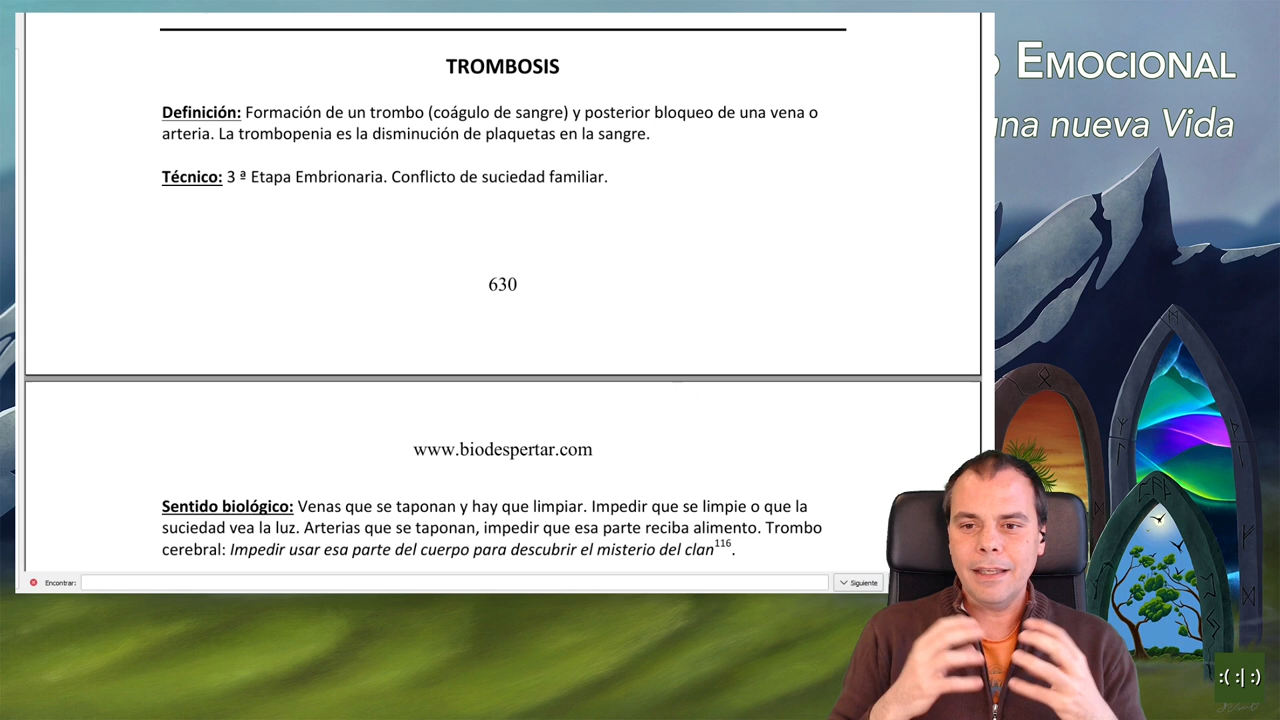 TROMBOSIS
Definición: Formación de un trombo (coágulo de sangre) y posterior bloqueo de una vena o
arteria. La trombopenia es la disminución de plaquetas en la sangre.
Técnico: 3 ª Etapa Embrionaria. Conflicto de suciedad familiar.
630
www.biodespertar.com
Sentido biológico: Venas que se taponan y hay que limpiar. Impedir que se limpie o que la
suciedad vea la luz. Arterias que se taponan, impedir que esa parte reciba alimento. Trombo
cerebral: Impedir usar esa parte del cuerpo para descubrir el misterio del clan116.
Encontrar:
Siguiente
EMOCIONAL
una nueva Vida
:( :| :)